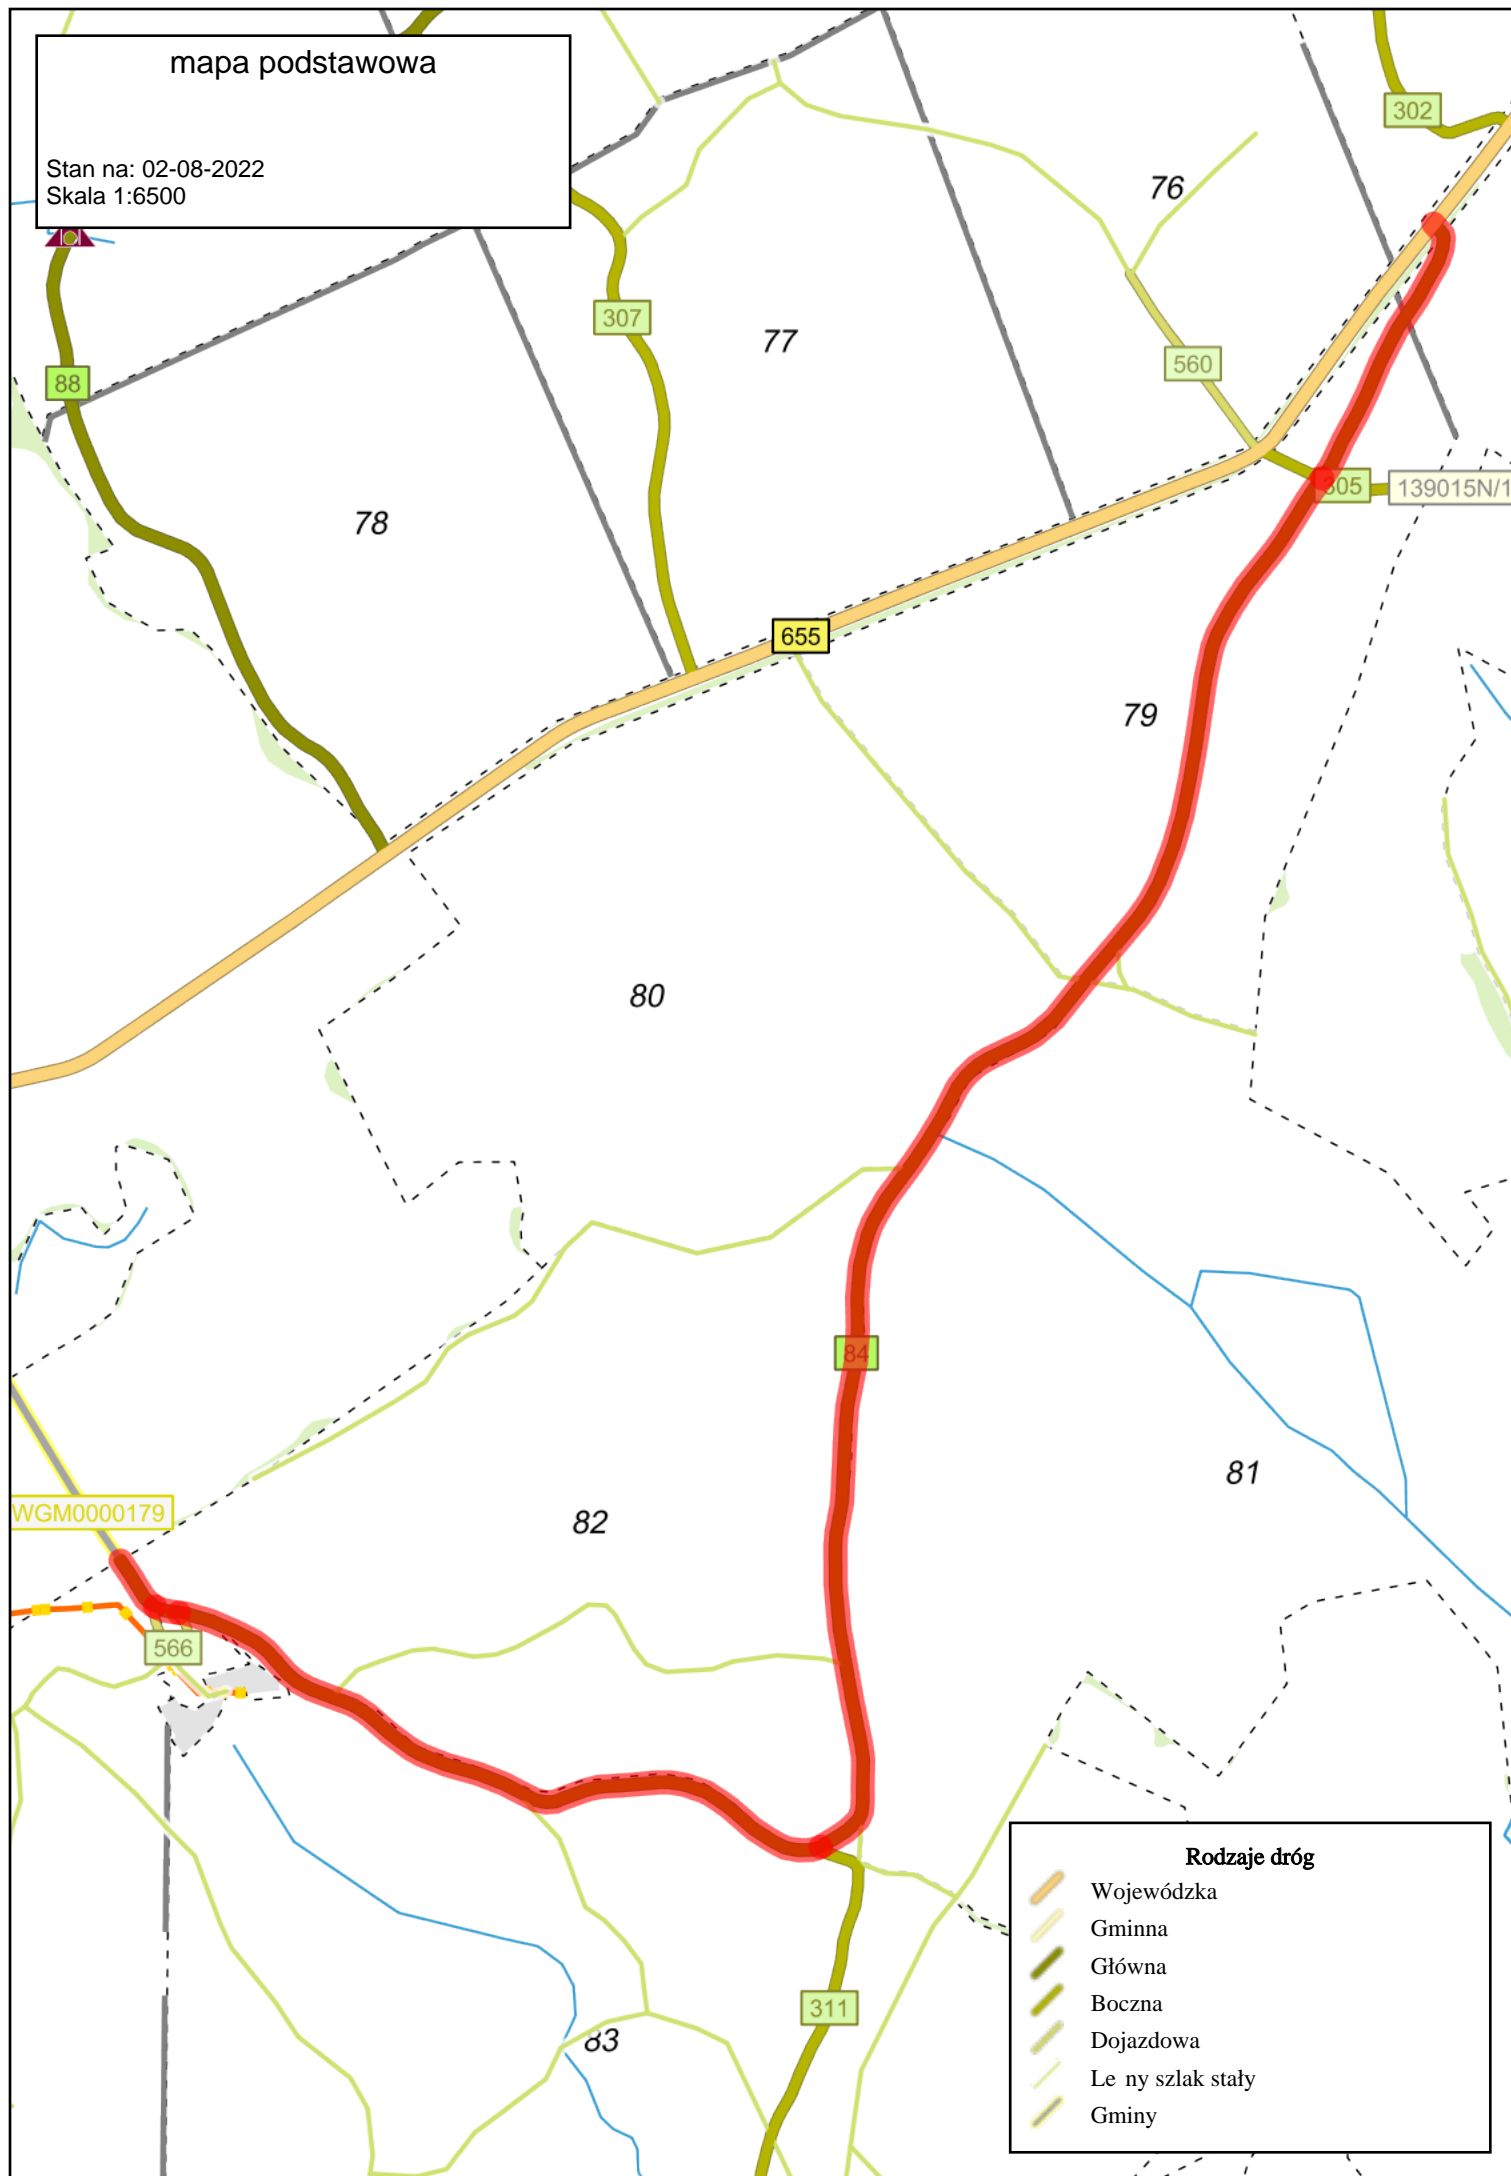 mapa podstawowa
Stan na: 02-08-2022
Skala 1:6500
302
76
307
77
560
88
305
139015N/1
78
655
79
80
84
81
WGM0000179
82
566
311
83
Rodzaje dróg
Wojewódzka
Gminna
Główna
Boczna
Dojazdowa
Le ny szlak stały
Gminy